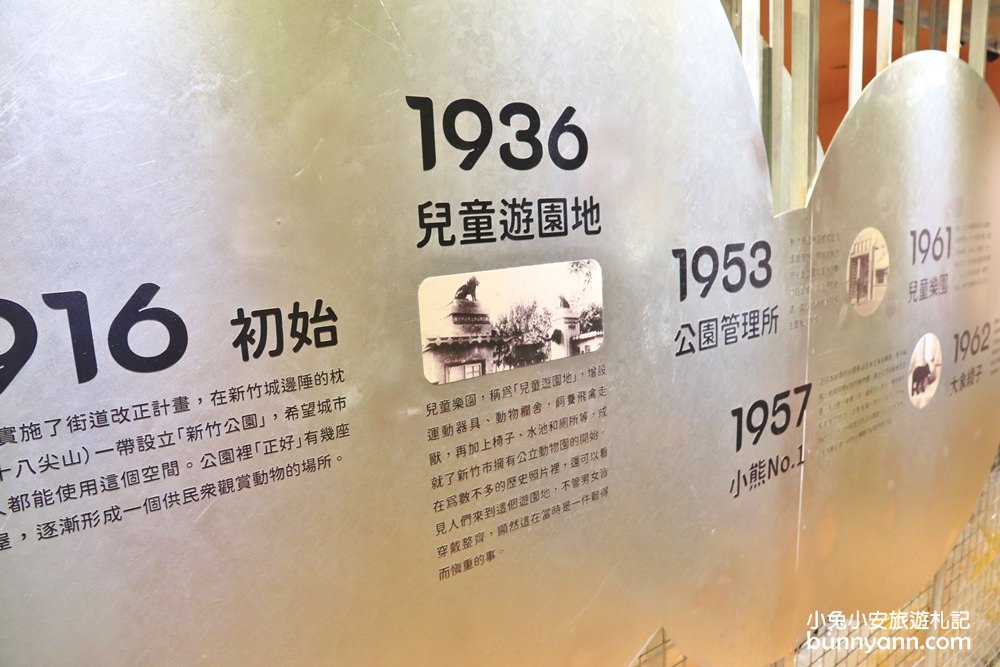 916 初始
實施了街道改正計畫，在新竹城邊陲的枕
十八尖山）一帶設立「新竹公園」，希望城市
都能使用這個空間。公園裡「正好」有幾座
屋，逐漸形成一個供民衆觀賞動物的場所。
1936
兒童遊園地
兒童樂園，稱爲「兒童遊園地」，增設
運動器具、動物欄舍，飼養飛禽走
獸，再加上椅子、水池和廁所等，成
就了新竹市擁有公立動物園的開始。
在爲數不多的歷史照片裡，還可以看
見人們來到這個遊園地，不管男女皆
穿戴整齊，顯然這在當時是一件難得
而愼重的事。
1953
公園管理所
1957
小熊No.1
1961
兒童樂園
1962
大象親子
小兔小安旅遊札記
bunnyann.com